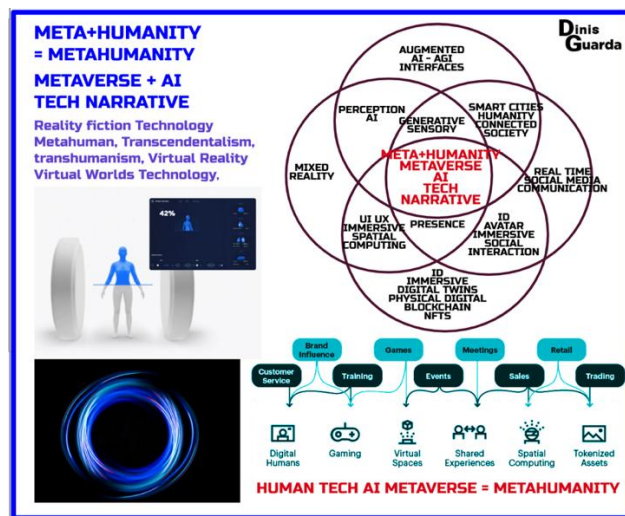 META+HUMANITY
= METAHUMANITY
METAVERSE + AI
TECH NARRATIVE
Reality fiction Technology
Metahuman, Transcendentalism,
transhumanism, Virtual Reality
Virtual Worlds Technology,
42%
Dinis
Guarda
AUGMENTED
AI - AGI
INTERFACES
PERCEPTION
AI
GENERATIVE
SENSORY
SMART CITIES
HUMANITY
CONNECTED
SOCIETY
MIXED
REALITY
META+HUMANITY
METAVERSE
AI
TECH
NARRATIVE
REAL TIME
SOCIAL MEDIA
COMMUNICATION
UI UX
IMMERSIVE
SPATIAL
COMPUTING
PRESENCE
ID
AVATAR
IMMERSIVE
SOCIAL
INTERACTION
ID
IMMERSIVE
DIGITAL TWINS
PHYSICAL DIGITAL
BLOCKCHAIN
NFTS
Brand
Influence
Games
Meetings
Retail
Customer
Service
Training
Events
Sales
Trading
Digital
Humans
Gaming
Virtual
Spaces
Shared
Experiences
Spatial
Computing
Tokenized
Assets
HUMAN TECH AI METAVERSE = METAHUMANITY